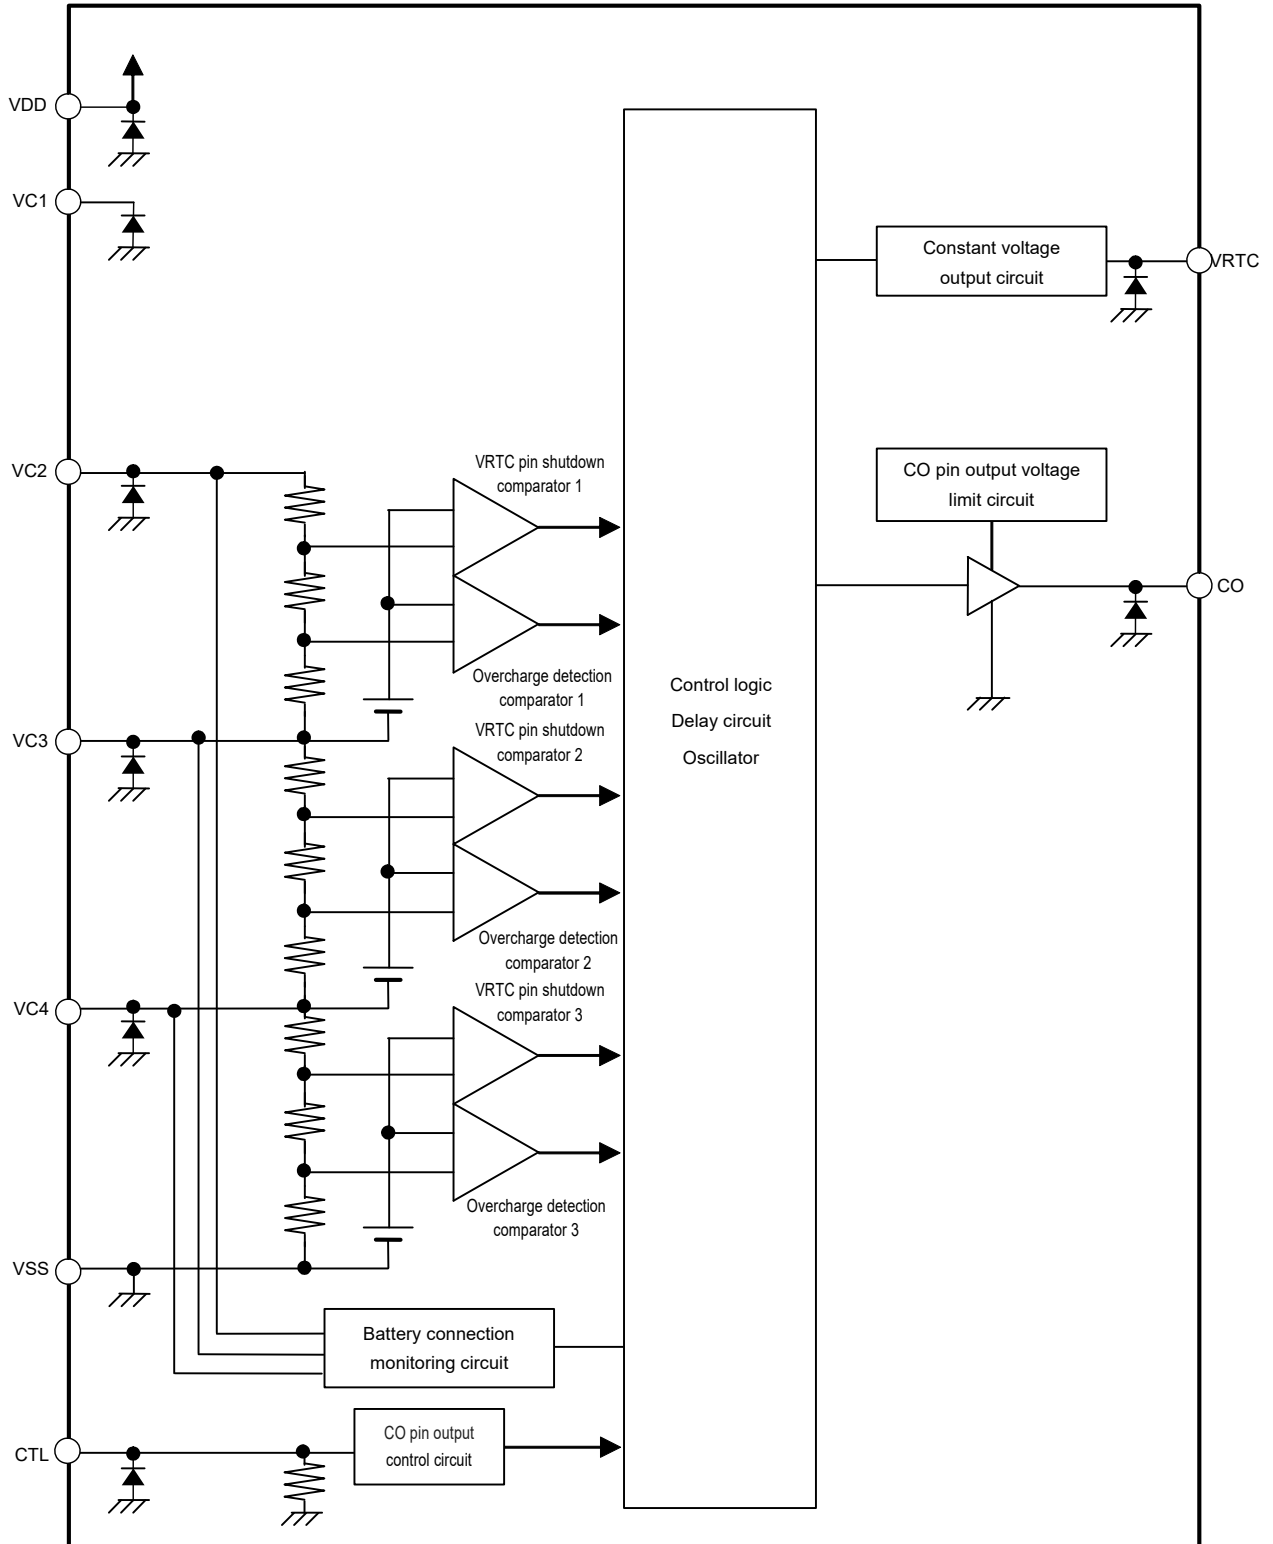 VDD
VC1
Constant voltage
output circuit
VRTC
VC2
VRTC pin shutdown
comparator 1
CO pin output voltage
limit circuit
CO
Overcharge detection
comparator 1
Control logic
Delay circuit
Oscillator
VC3
VRTC pin shutdown
comparator 2
Overcharge detection
comparator 2
VC4
VRTC pin shutdown
comparator 3
Overcharge detection
comparator 3
VSS
Battery connection
monitoring circuit
CTL
CO pin output
control circuit